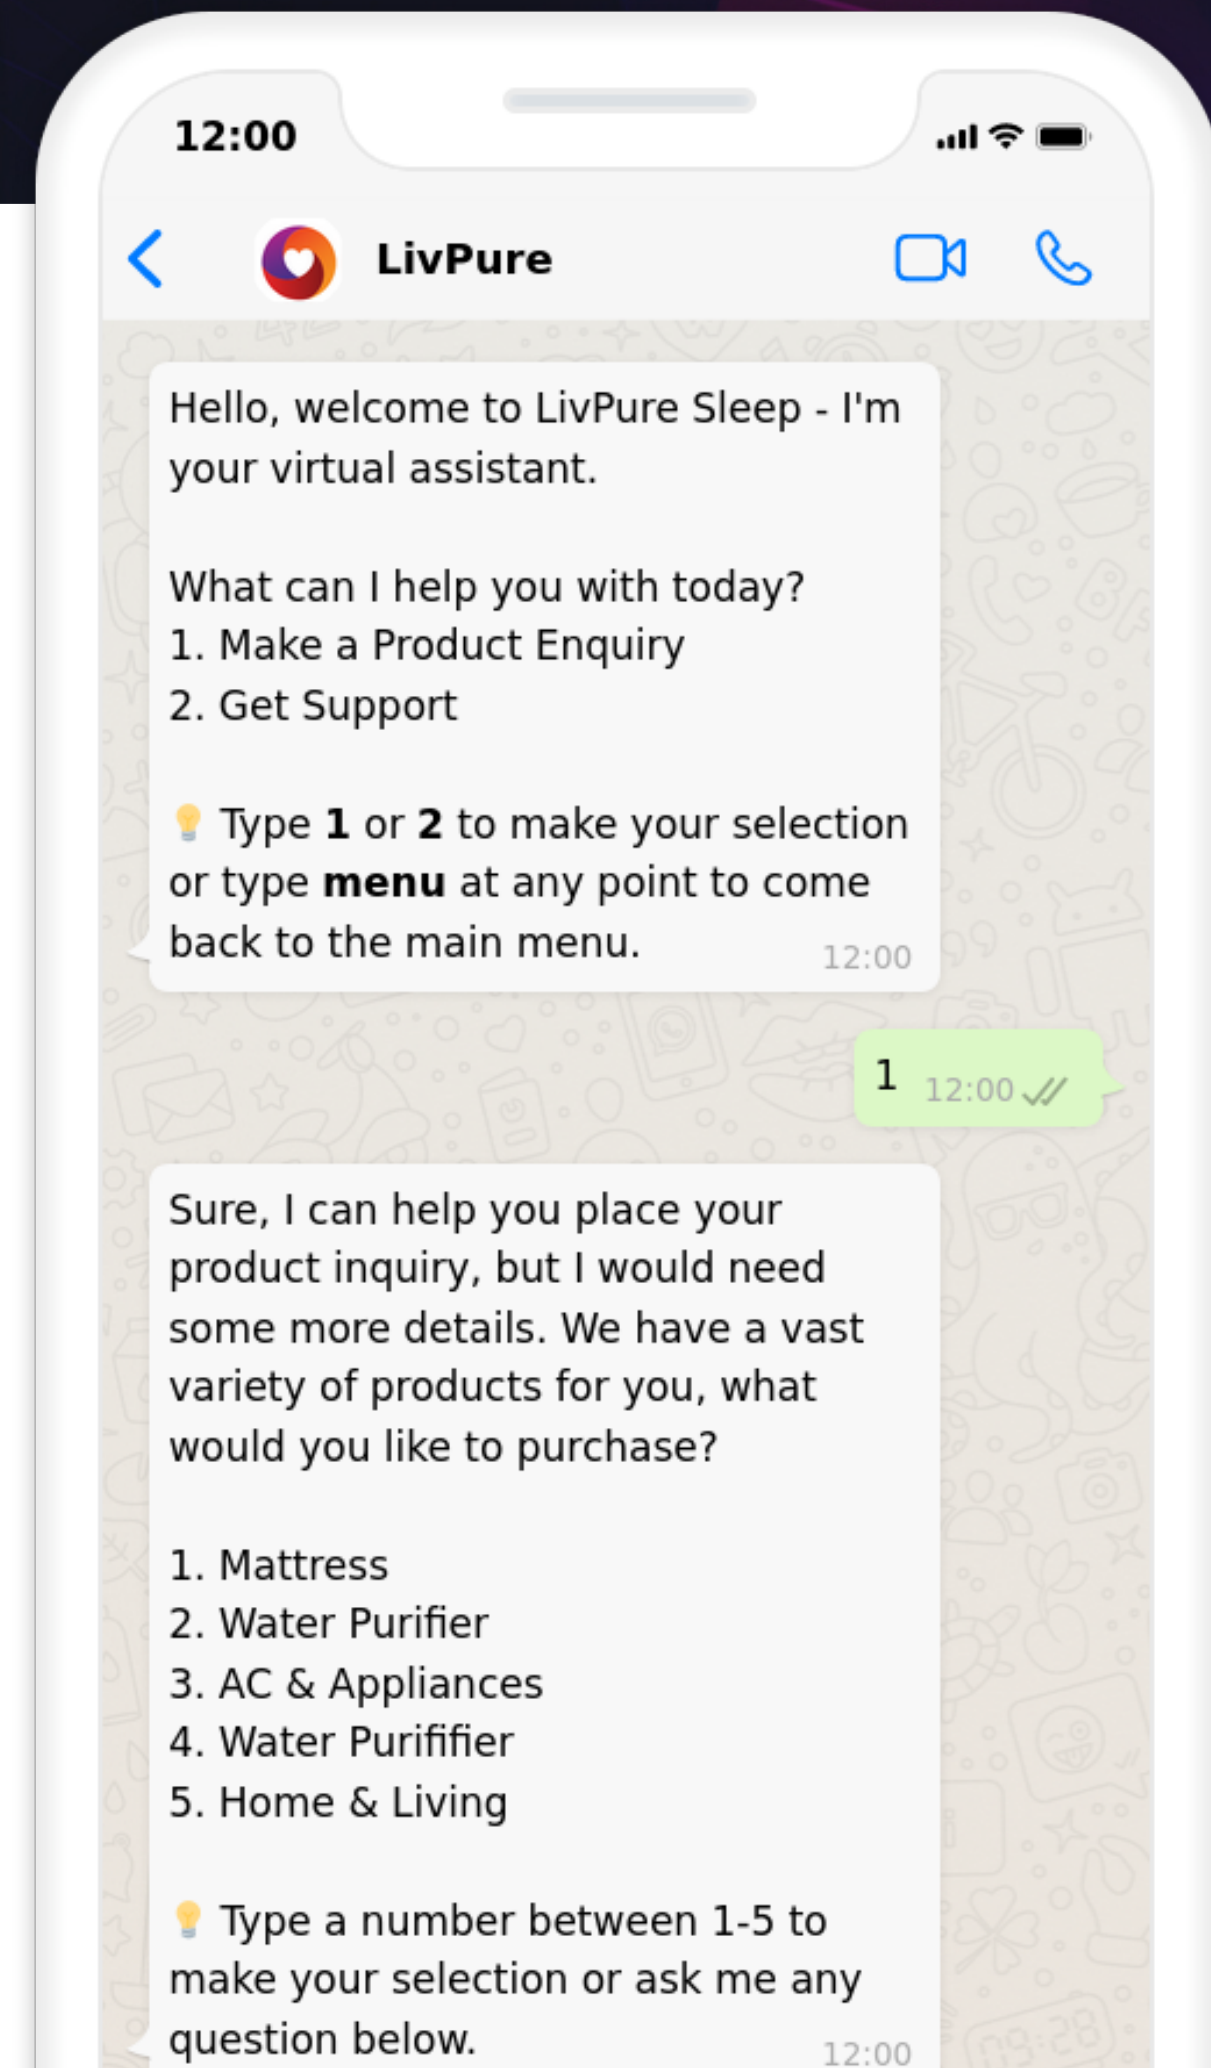 12:00
LivPure
Hello, welcome to LivPure Sleep - I'm
your virtual assistant.
What can I help you with today?
1. Make a Product Enquiry
2. Get Support
💡 Type 1 or 2 to make your selection
or type menu at any point to come
back to the main menu.
12:00
1 12:00
Sure, I can help you place your
product inquiry, but I would need
some more details. We have a vast
variety of products for you, what
would you like to purchase?
1. Mattress
2. Water Purifier
3. AC & Appliances
4. Water Purififier
5. Home & Living
💡 Type a number between 1-5 to
make your selection or ask me any
question below.
12:00
09:28